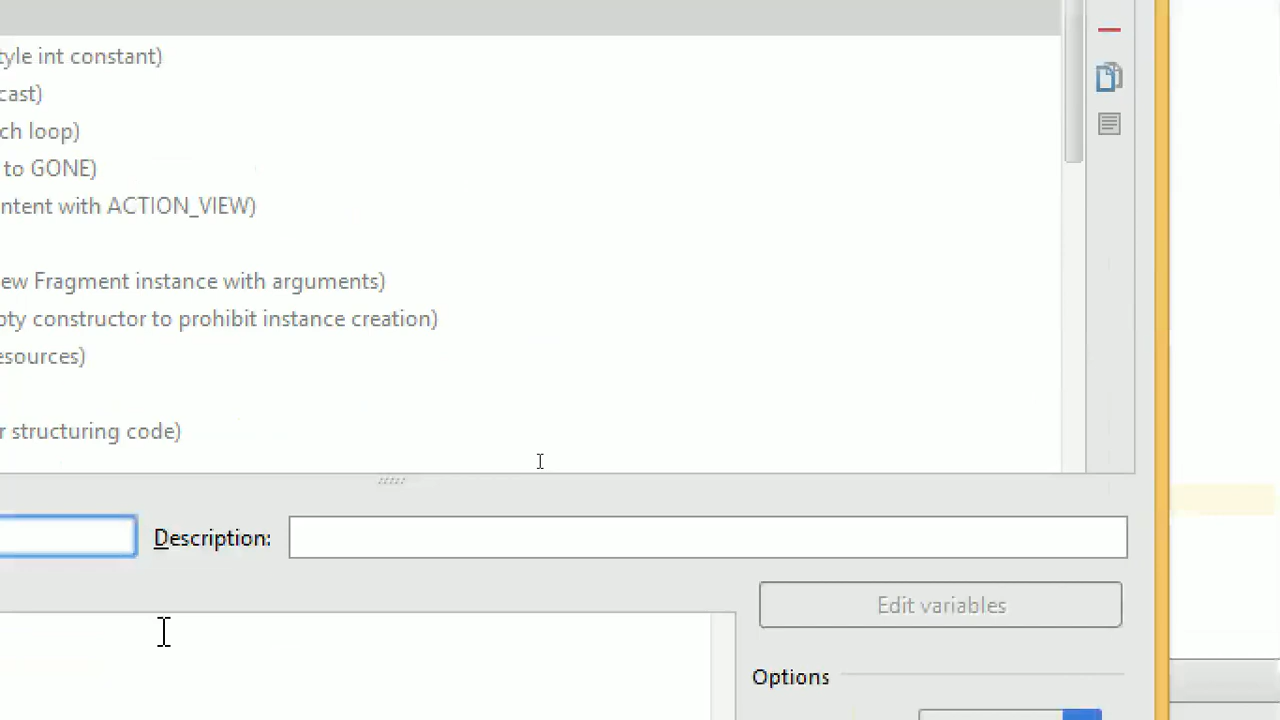 tyle int constant)
cast)
ch loop)
to GONE)
ntent with ACTION_VIEW)
ew Fragment instance with arguments)
pty constructor to prohibit instance creation)
esources)
r structuring code)
Description:
Edit variables
Options